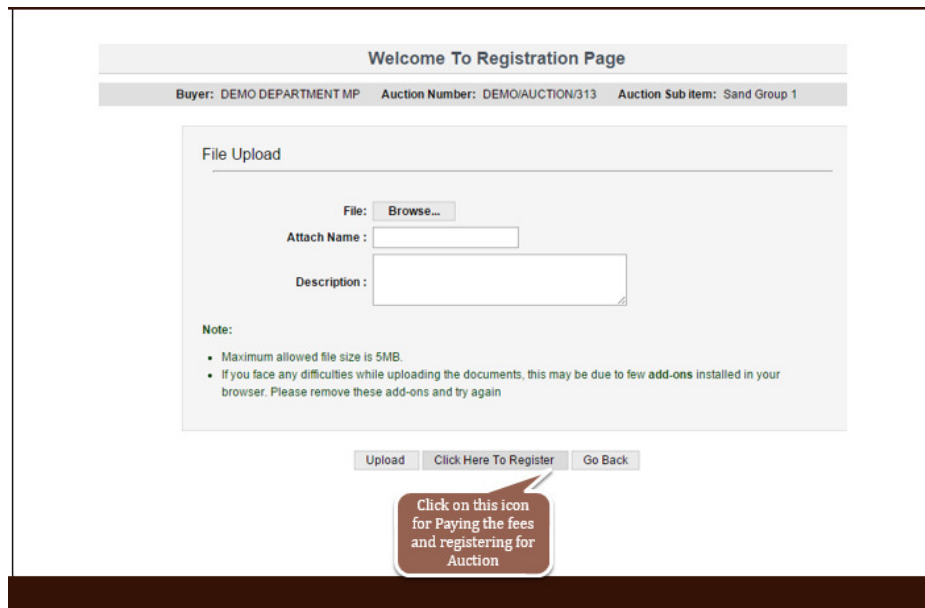 Welcome To Registration Page
Buyer: DEMO DEPARTMENT MP Auction Number: DEMO/AUCTION/313 Auction Sub item: Sand Group 1
File Upload
File: Browse...
Attach Name :
Description :
Note:
• Maximum allowed file size is 5MB.
• If you face any difficulties while uploading the documents, this may be due to few add-ons installed in your
browser. Please remove these add-ons and try again
Upload Click Here To Register Go Back
Click on this icon
for Paying the fees
and registering for
Auction